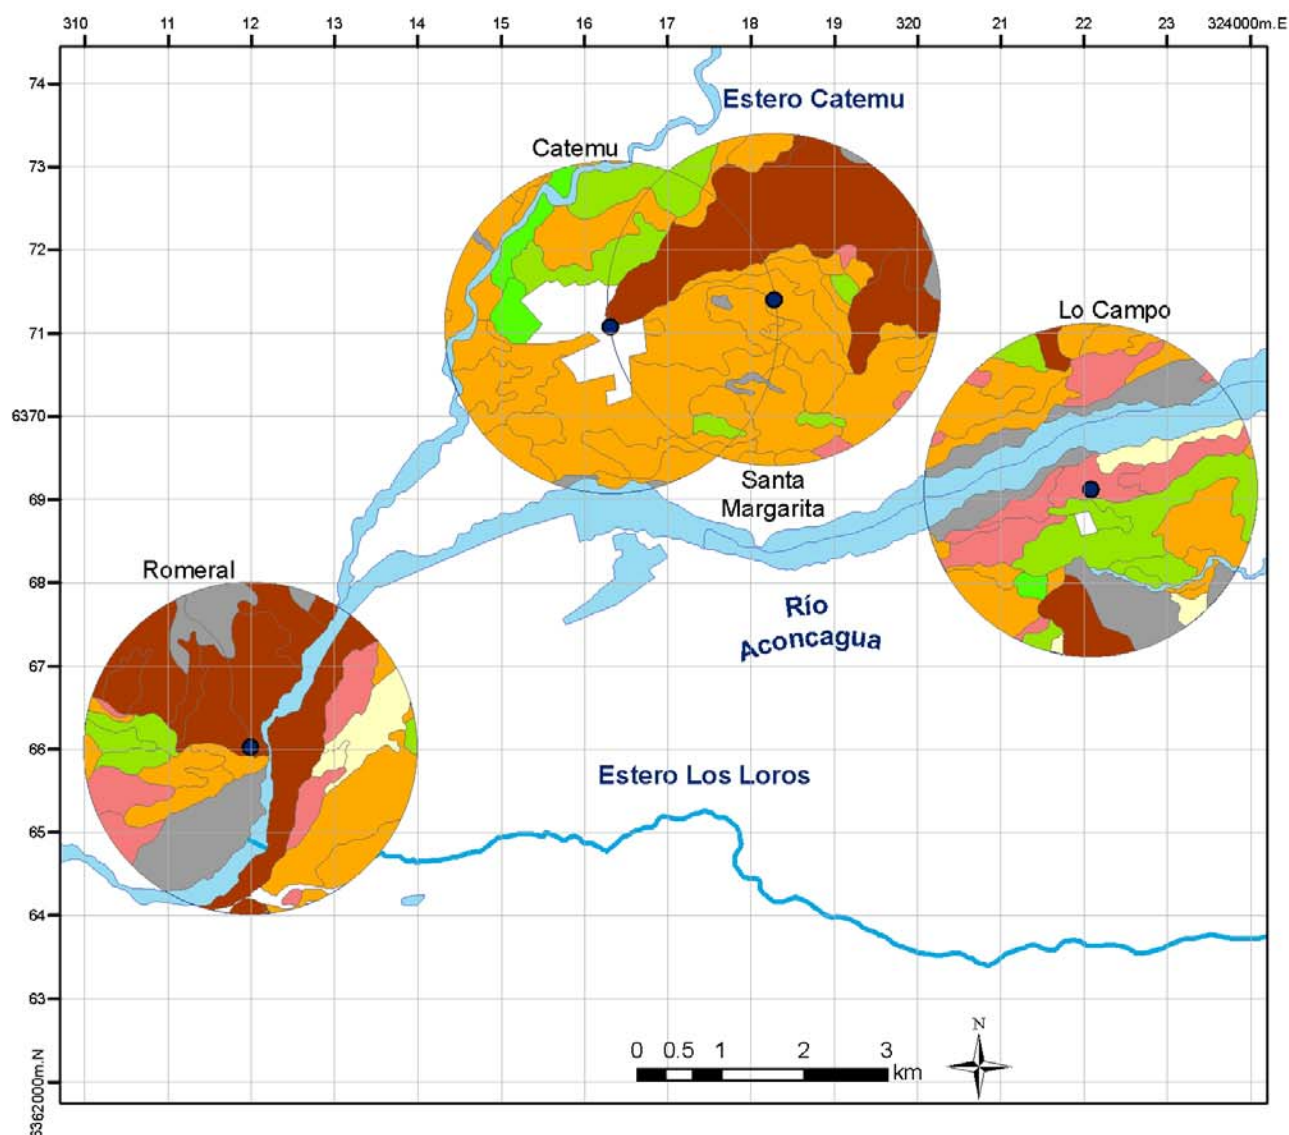 310 11 12 13 14 15 16 17 18 19 320 21 22 23 324000m.E
74
Estero Catemu
Catemu
73
72
71
Lo Campo
6370
Santa
Margarita
69
Romeral
68
Río
Aconcagua
67
66
Estero Los Loros
65
64
63
N
0 0.5 1 2 3
km
6362000m.N